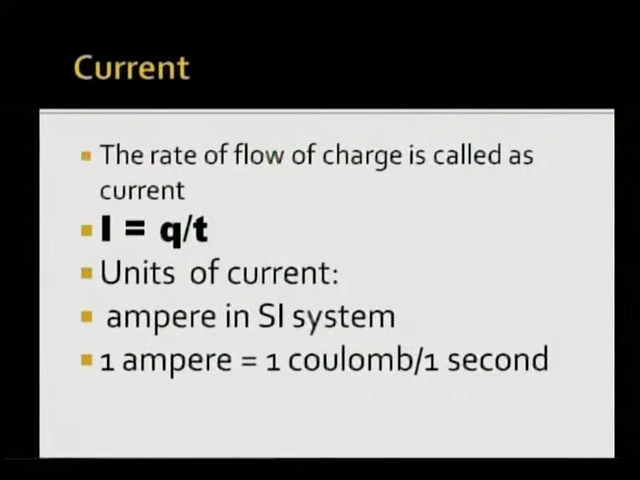 Current
The rate of flow of charge is called as
current
I = q/t
Units of current:
ampere in SI system
1 ampere = 1 coulomb/1 second